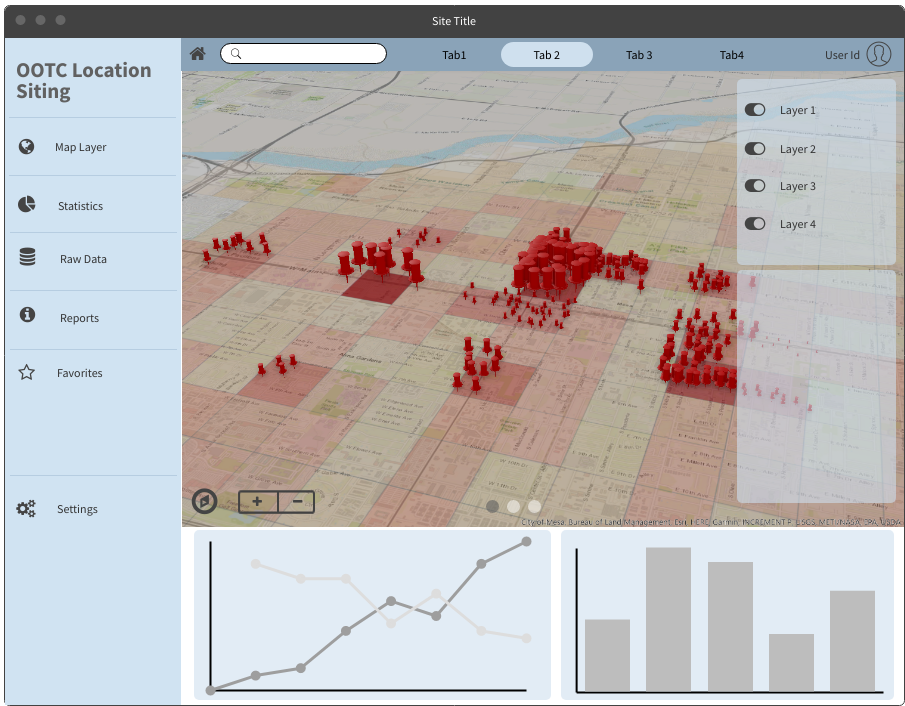 Site Title
OOTC Location
Siting
Tab1
Tab 2
Tab 3
Tab4
User Id
Map Layer
Statistics
Raw Data
Reports
Favorites
Settings
Layer 1
Layer 2
Layer 3
Layer 4
+
−
City of Mesa, Bureau of Land Management, Esri, HERE, Garmin, INCREMENT P, USGS, METI/NASA, EPA, USDA